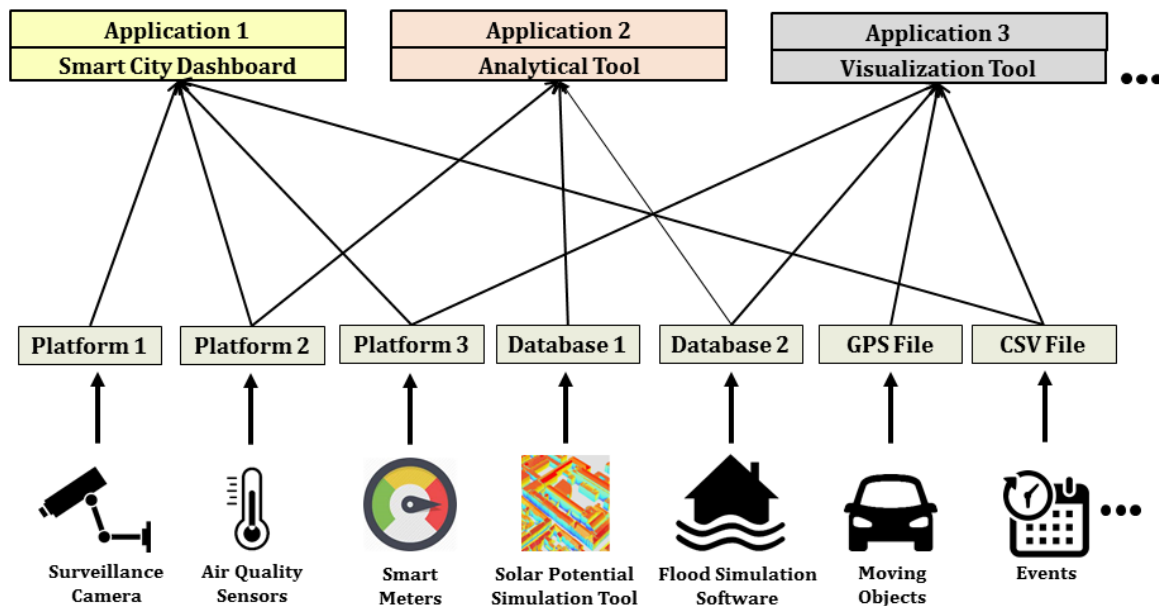 Application 1
Smart City Dashboard
Application 2
Analytical Tool
Application 3
Visualization Tool
Platform 1
Platform 2
Platform 3
Database 1
Database 2
GPS File
CSV File
Surveillance
Camera
Air Quality
Sensors
Smart
Meters
Solar Potential
Simulation Tool
Flood Simulation
Software
Moving
Objects
Events